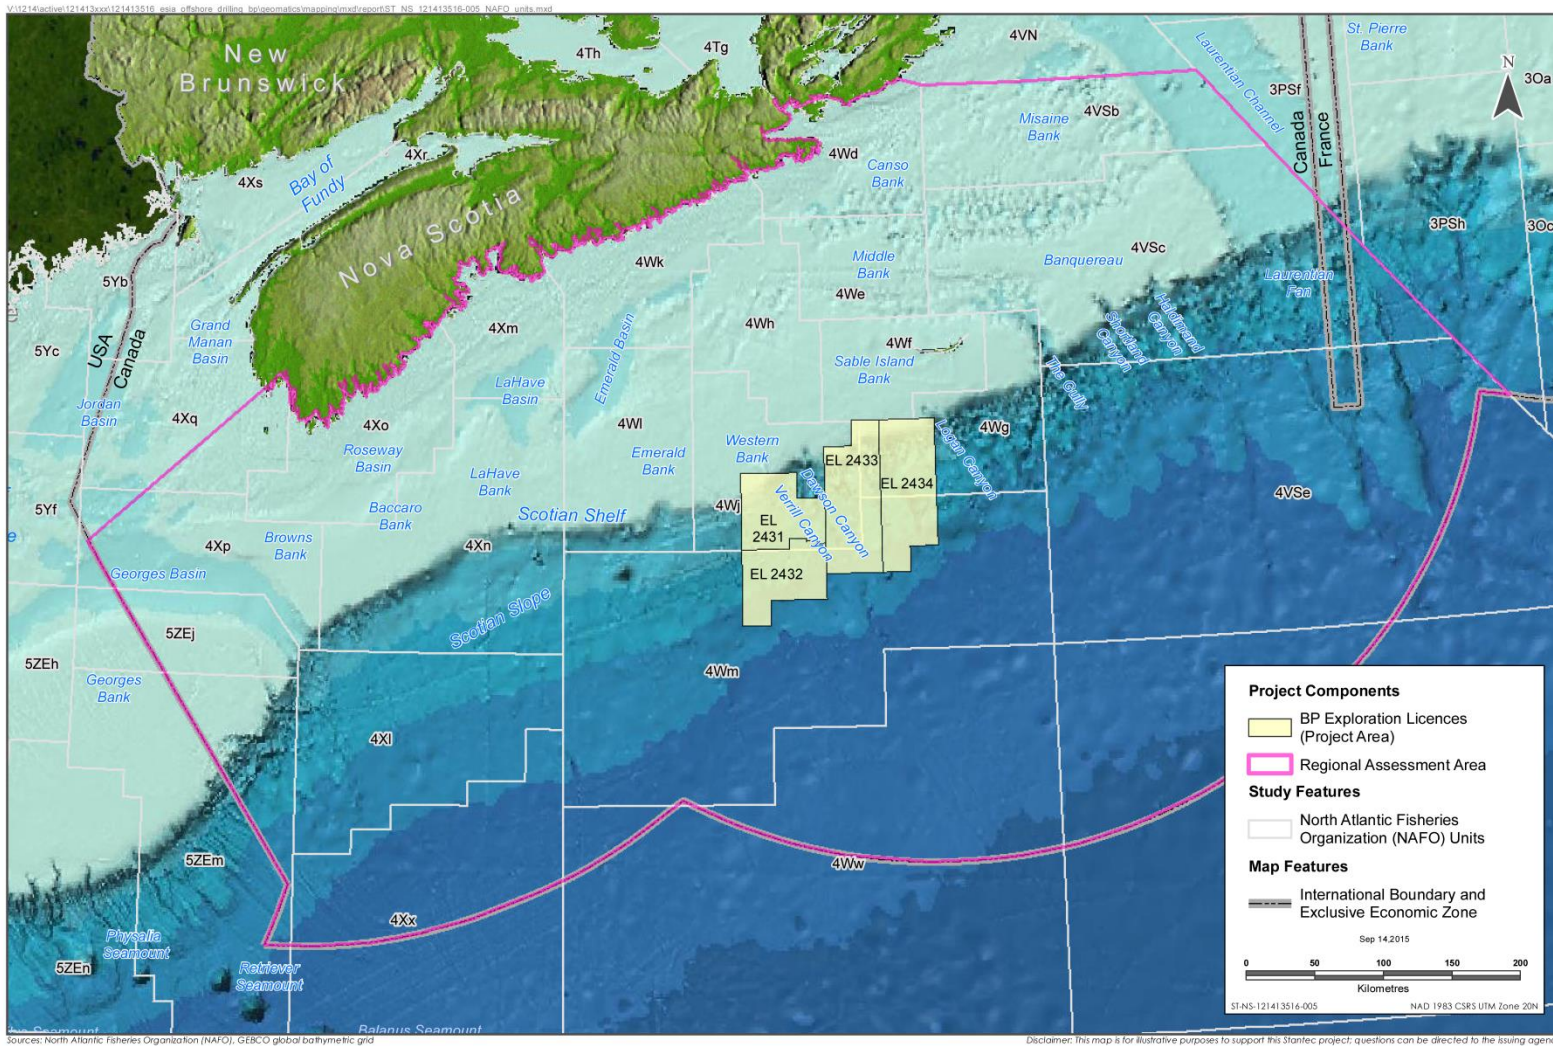 V:\1214\active\121413xxx\121413516_esia_offshore_drilling_bp\geomatics\mapping\mxd\report\ST_NS_121413516-005_NAFO_units.mxd
New
Brunswick
4Th
4Tg
4VN
St. Pierre
Bank
Laurentian Channel
3PSf
3Oa
N
Canada
France
Misaine
Bank
4VSb
4Xr
4Xs
Bay of
Fundy
4Wd
Canso
Bank
Nova Scotia
3PSh
3Oc
5Yb
4Wk
Middle
Bank
4We
Banquereau
4VSc
Laurentian
Fan
Grand
Manan
Basin
USA
Canada
5Yc
4Xm
Emerald Basin
4Wh
4Wf
Sable Island
Bank
Haldimand
Canyon
Shortland
Canyon
The Gully
LaHave
Basin
Jordan
Basin
4Xq
4Xo
Roseway
Basin
4Wl
Emerald
Bank
Western
Bank
4Wg
Logan Canyon
EL 2433
EL 2434
LaHave
Bank
4VSe
5Yf
Baccaro
Bank
Scotian Shelf
4Wj
EL
2431
Verrill Canyon
Dawson Canyon
4Xp
Browns
Bank
4Xn
Georges Basin
EL 2432
Scotian Slope
5ZEj
5ZEh
Georges
Bank
4Wm
4Xl
5ZEm
4Ww
4Xx
Physalia
Seamount
5ZEn
Retriever
Seamount
Balanus Seamount
Project Components
BP Exploration Licences
(Project Area)
Regional Assessment Area
Study Features
North Atlantic Fisheries
Organization (NAFO) Units
Map Features
International Boundary and
Exclusive Economic Zone
Sep 14,2015
0 50 100 150 200
Kilometres
ST-NS-121413516-005 NAD 1983 CSRS UTM Zone 20N
Sources: North Atlantic Fisheries Organization (NAFO), GEBCO global bathymetric grid
Disclaimer: This map is for illustrative purposes to support this Stantec project; questions can be directed to the issuing agen